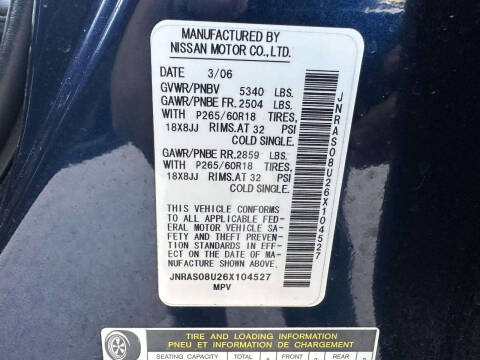 MANUFACTURED BY
NISSAN MOTOR CO.,LTD.
DATE 3/06
GVWR/PNBV 5340 LBS.
GAWR/PNBE FR.2504 LBS.
WITH P265/60R18 TIRES,
18X8JJ RIMS.AT 32 PSI
COLD SINGLE.
GAWR/PNBE RR.2859 LBS.
WITH P265/60R18 TIRES,
18X8JJ RIMS.AT 32 PSI
COLD SINGLE.
THIS VEHICLE CONFORMS
TO ALL APPLICABLE FED-
ERAL MOTOR VEHICLE SA-
FETY AND THEFT PREVEN-
TION STANDARDS IN EFFECT
ON THE DATE OF MA-
NUFACTURE SHOWN ABOVE.
JNRAS08U26X104527
MPV
JNRAS08U26X104527
TIRE AND LOADING INFORMATION
PNEU ET INFORMATION DE CHARGEMENT
SEATING CAPACITY TOTAL FRONT REAR